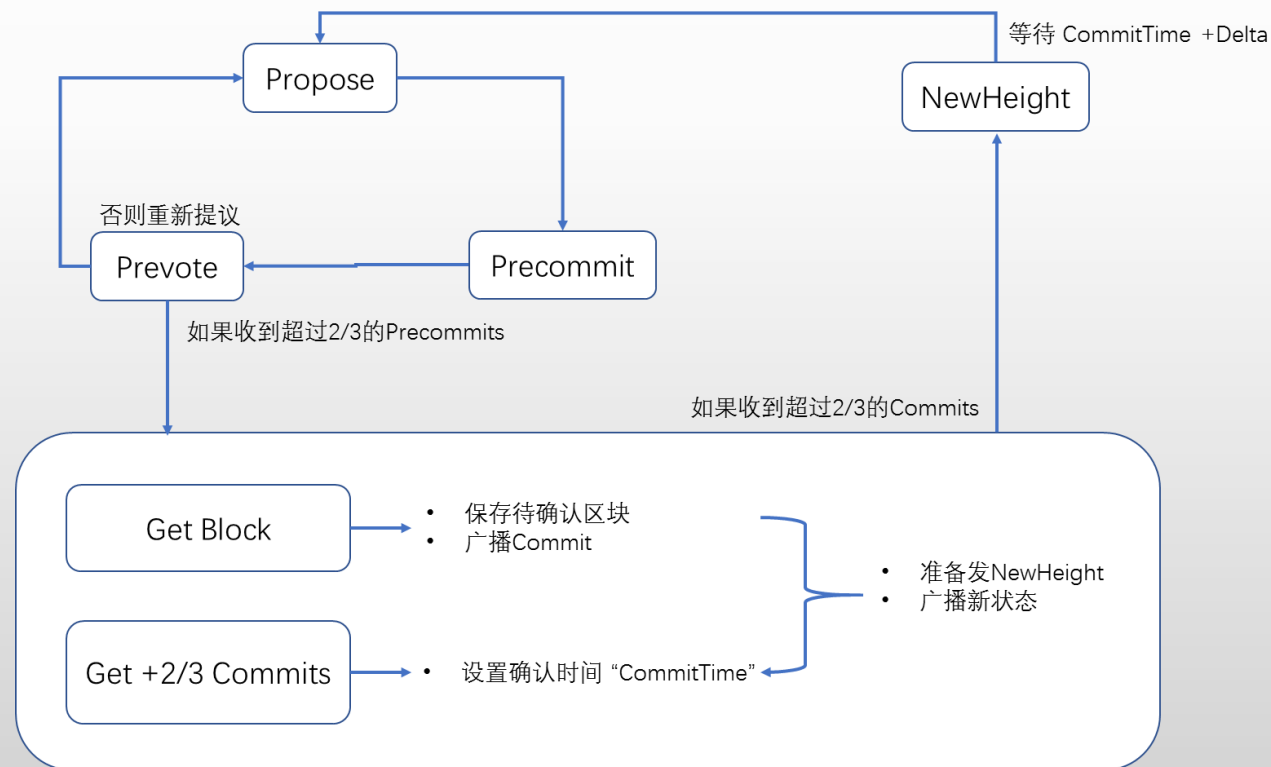 等待 CommitTime +Delta
Propose
NewHeight
否则重新提议
Prevote
Precommit
如果收到超过2/3的Precommits
如果收到超过2/3的Commits
Get Block
• 保存待确认区块
• 广播Commit
• 准备发NewHeight
• 广播新状态
Get +2/3 Commits
• 设置确认时间 “CommitTime”